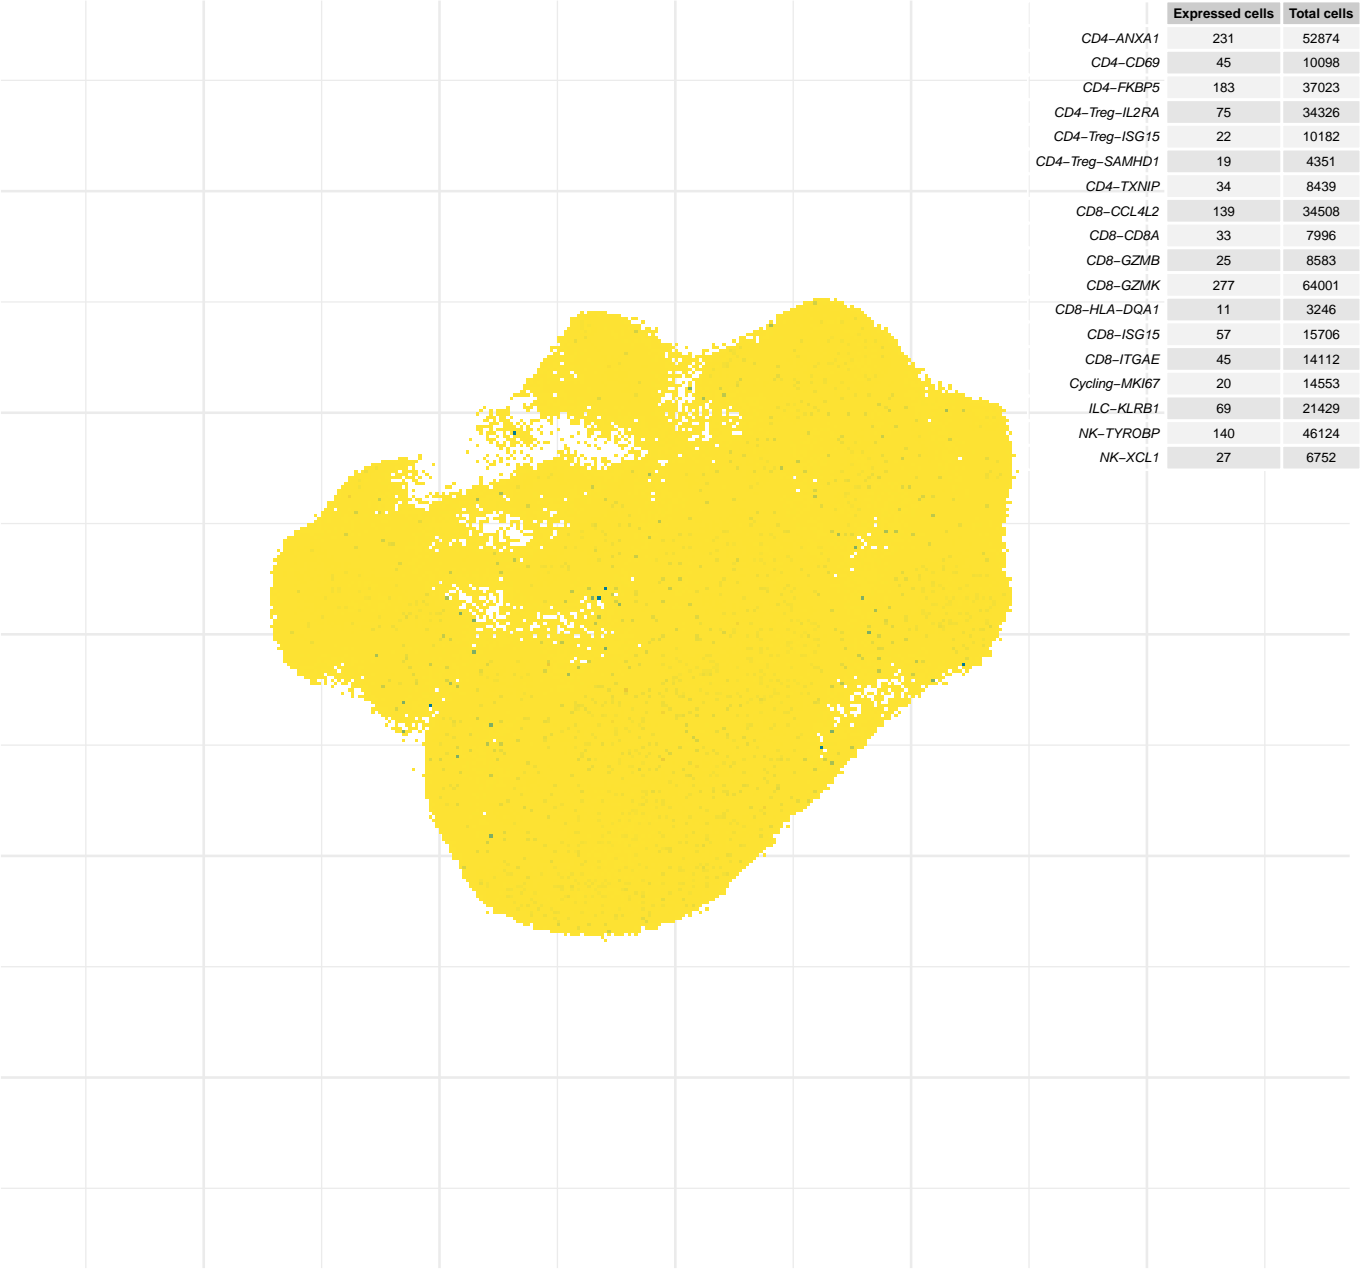 Expressed cells Total cells
CD4−ANXA1 231 52874
CD4−CD69 45 10098
CD4−FKBP5 183 37023
CD4−Treg−IL2RA 75 34326
CD4−Treg−ISG15 22 10182
CD4−Treg−SAMHD1 19 4351
CD4−TXNIP 34 8439
CD8−CCL4L2 139 34508
CD8−CD8A 33 7996
CD8−GZMB 25 8583
CD8−GZMK 277 64001
CD8−HLA−DQA1 11 3246
CD8−ISG15 57 15706
CD8−ITGAE 45 14112
Cycling−MKI67 20 14553
ILC−KLRB1 69 21429
NK−TYROBP 140 46124
NK−XCL1 27 6752